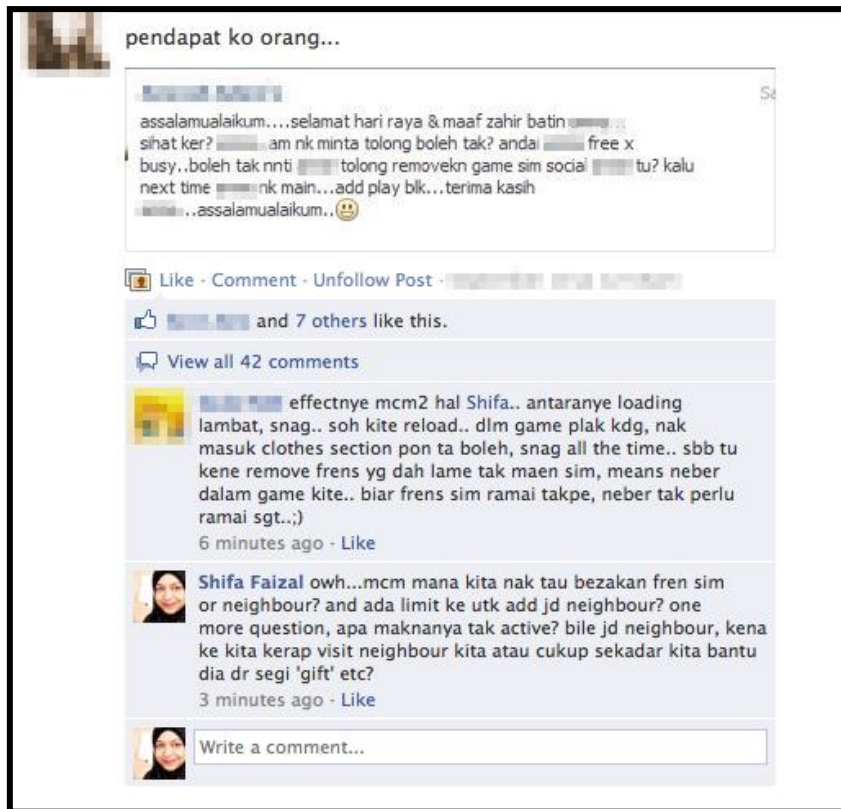 pendapat ko orang...
assalamualaikum....selamat hari raya & maaf zahir batin
sihat ker? am nk minta tolong boleh tak? andai free x
busy..boleh tak nnti tolong removekn game sim social tu? kalu
next time nk main...add play blk...terima kasih
..assalamualaikum..
Like · Comment · Unfollow Post ·
and 7 others like this.
View all 42 comments
effectnye mcm2 hal Shifa.. antaranye loading
lambat, snag.. soh kite reload.. dlm game plak kdg, nak
masuk clothes section pon ta boleh, snag all the time.. sbb tu
kene remove frens yg dah lame tak maen sim, means neber
dalam game kite.. biar frens sim ramai takpe, neber tak perlu
ramai sgt..;)
6 minutes ago · Like
Shifa Faizal owh...mcm mana kita nak tau bezakan fren sim
or neighbour? and ada limit ke utk add jd neighbour? one
more question, apa maknanya tak active? bile jd neighbour, kena
ke kita kerap visit neighbour kita atau cukup sekadar kita bantu
dia dr segi 'gift' etc?
3 minutes ago · Like
Write a comment...